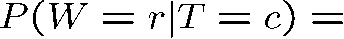 P(W = r|T = c) =